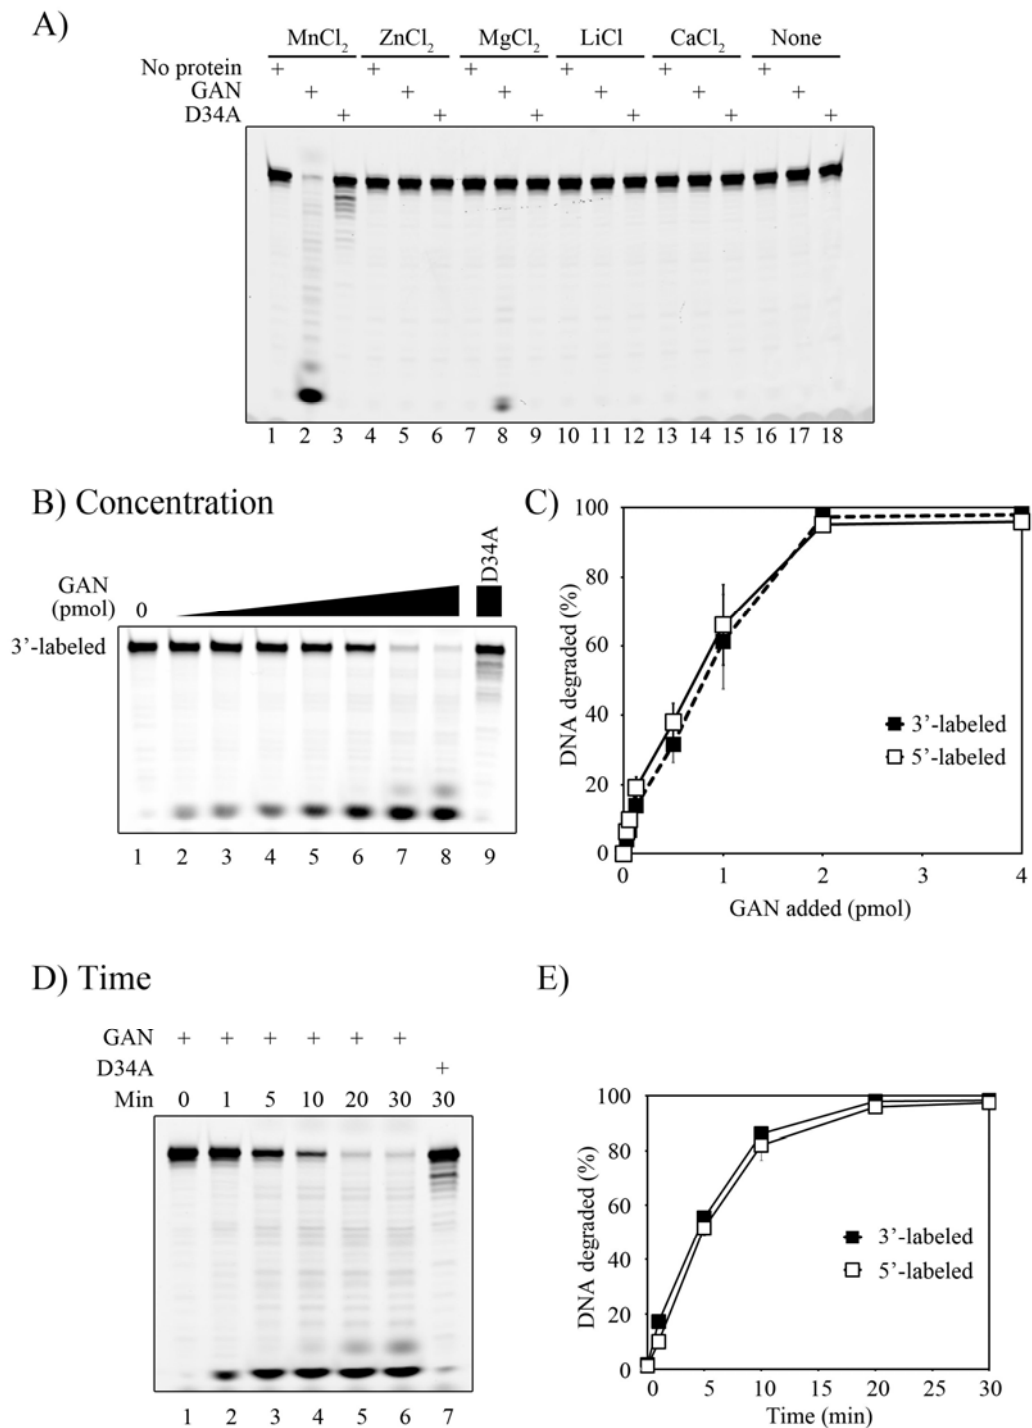 A)
MnCl2 ZnCl2 MgCl2 LiCl CaCl2 None
No protein + + + + + +
GAN + + + + + +
D34A + + + + + +
1 2 3 4 5 6 7 8 9 10 11 12 13 14 15 16 17 18
B) Concentration
GAN
(pmol) 0
D34A
3'-labeled
1 2 3 4 5 6 7 8 9
C)
DNA degraded (%)
100
80
60
40
20
0
0 1 2 3 4
GAN added (pmol)
3'-labeled
5'-labeled
D) Time
GAN + + + + + +
D34A +
Min 0 1 5 10 20 30 30
1 2 3 4 5 6 7
E)
DNA degraded (%)
100
80
60
40
20
0
0 5 10 15 20 25 30
Time (min)
3'-labeled
5'-labeled